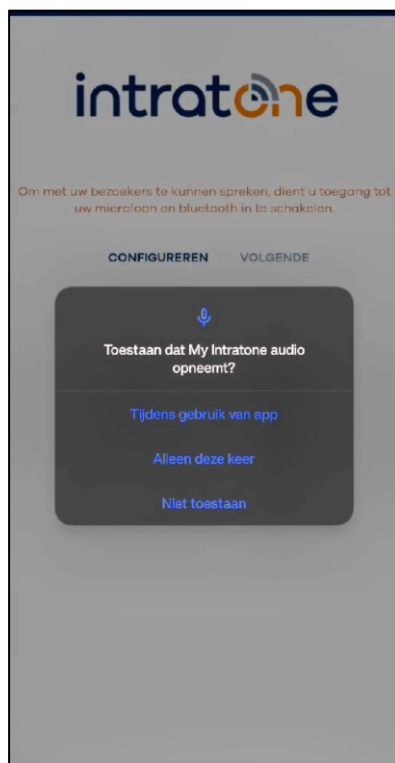 intratone
Om met uw bezoekers te kunnen spreken, dient u toegang tot
uw microfoon en bluetooth in te schakelen.
CONFIGUREREN VOLGENDE
Toestaan dat My Intratone audio
opneemt?
Tijdens gebruik van app
Alleen deze keer
Niet toestaan